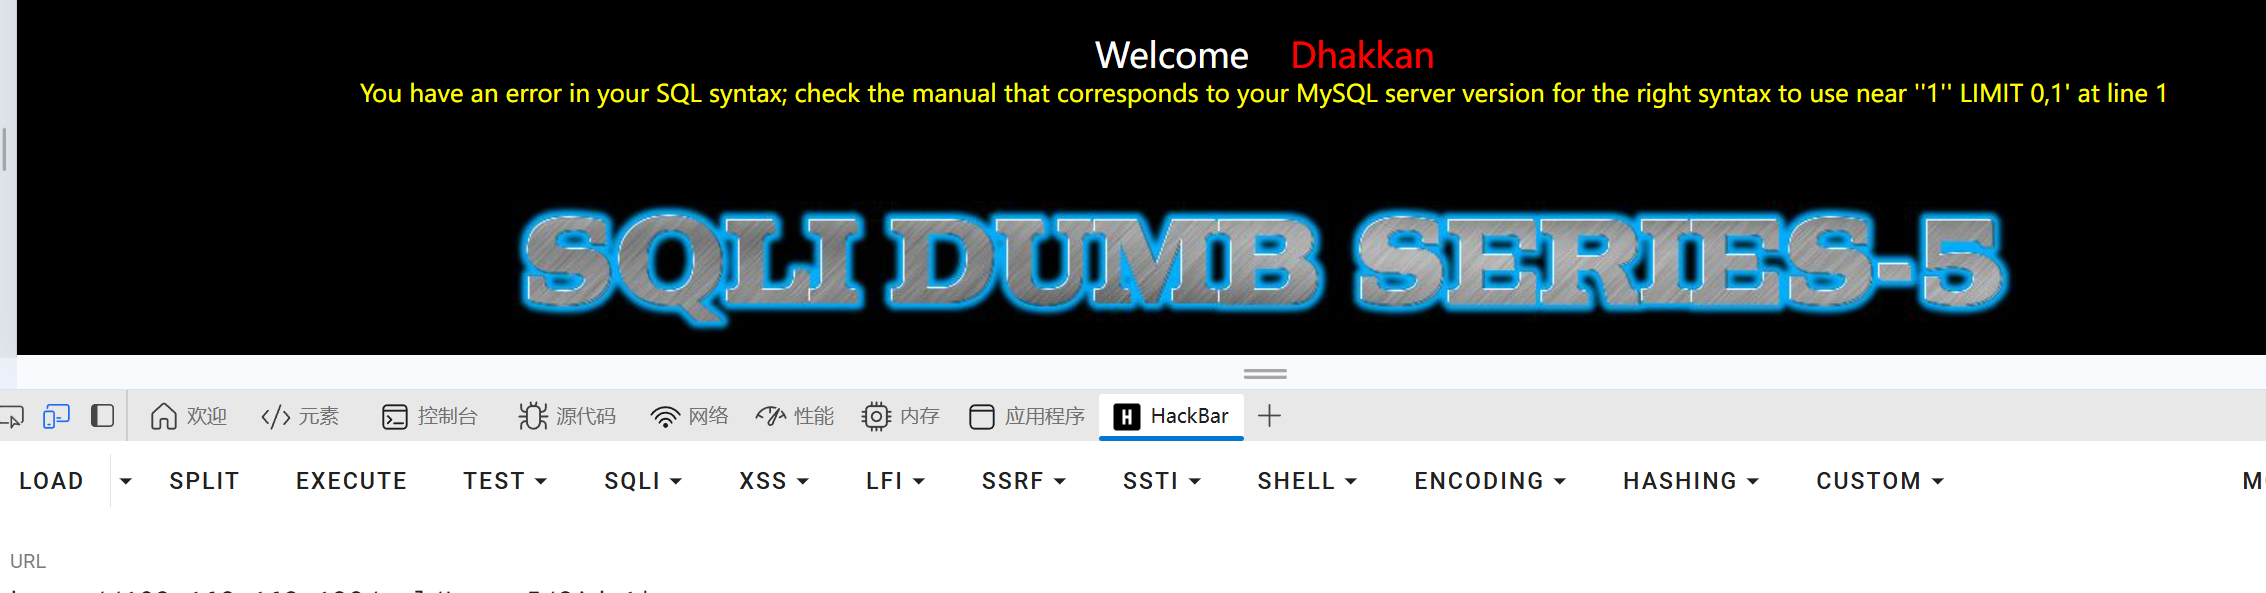 Welcome Dhakkan
You have an error in your SQL syntax; check the manual that corresponds to your MySQL server version for the right syntax to use near ''1'' LIMIT 0,1' at line 1
SQLI DUMB SERIES-5
欢迎 元素 控制台 源代码 网络 性能 内存 应用程序 HackBar
LOAD SPLIT EXECUTE TEST SQLI XSS LFI SSRF SSTI SHELL ENCODING HASHING CUSTOM
URL